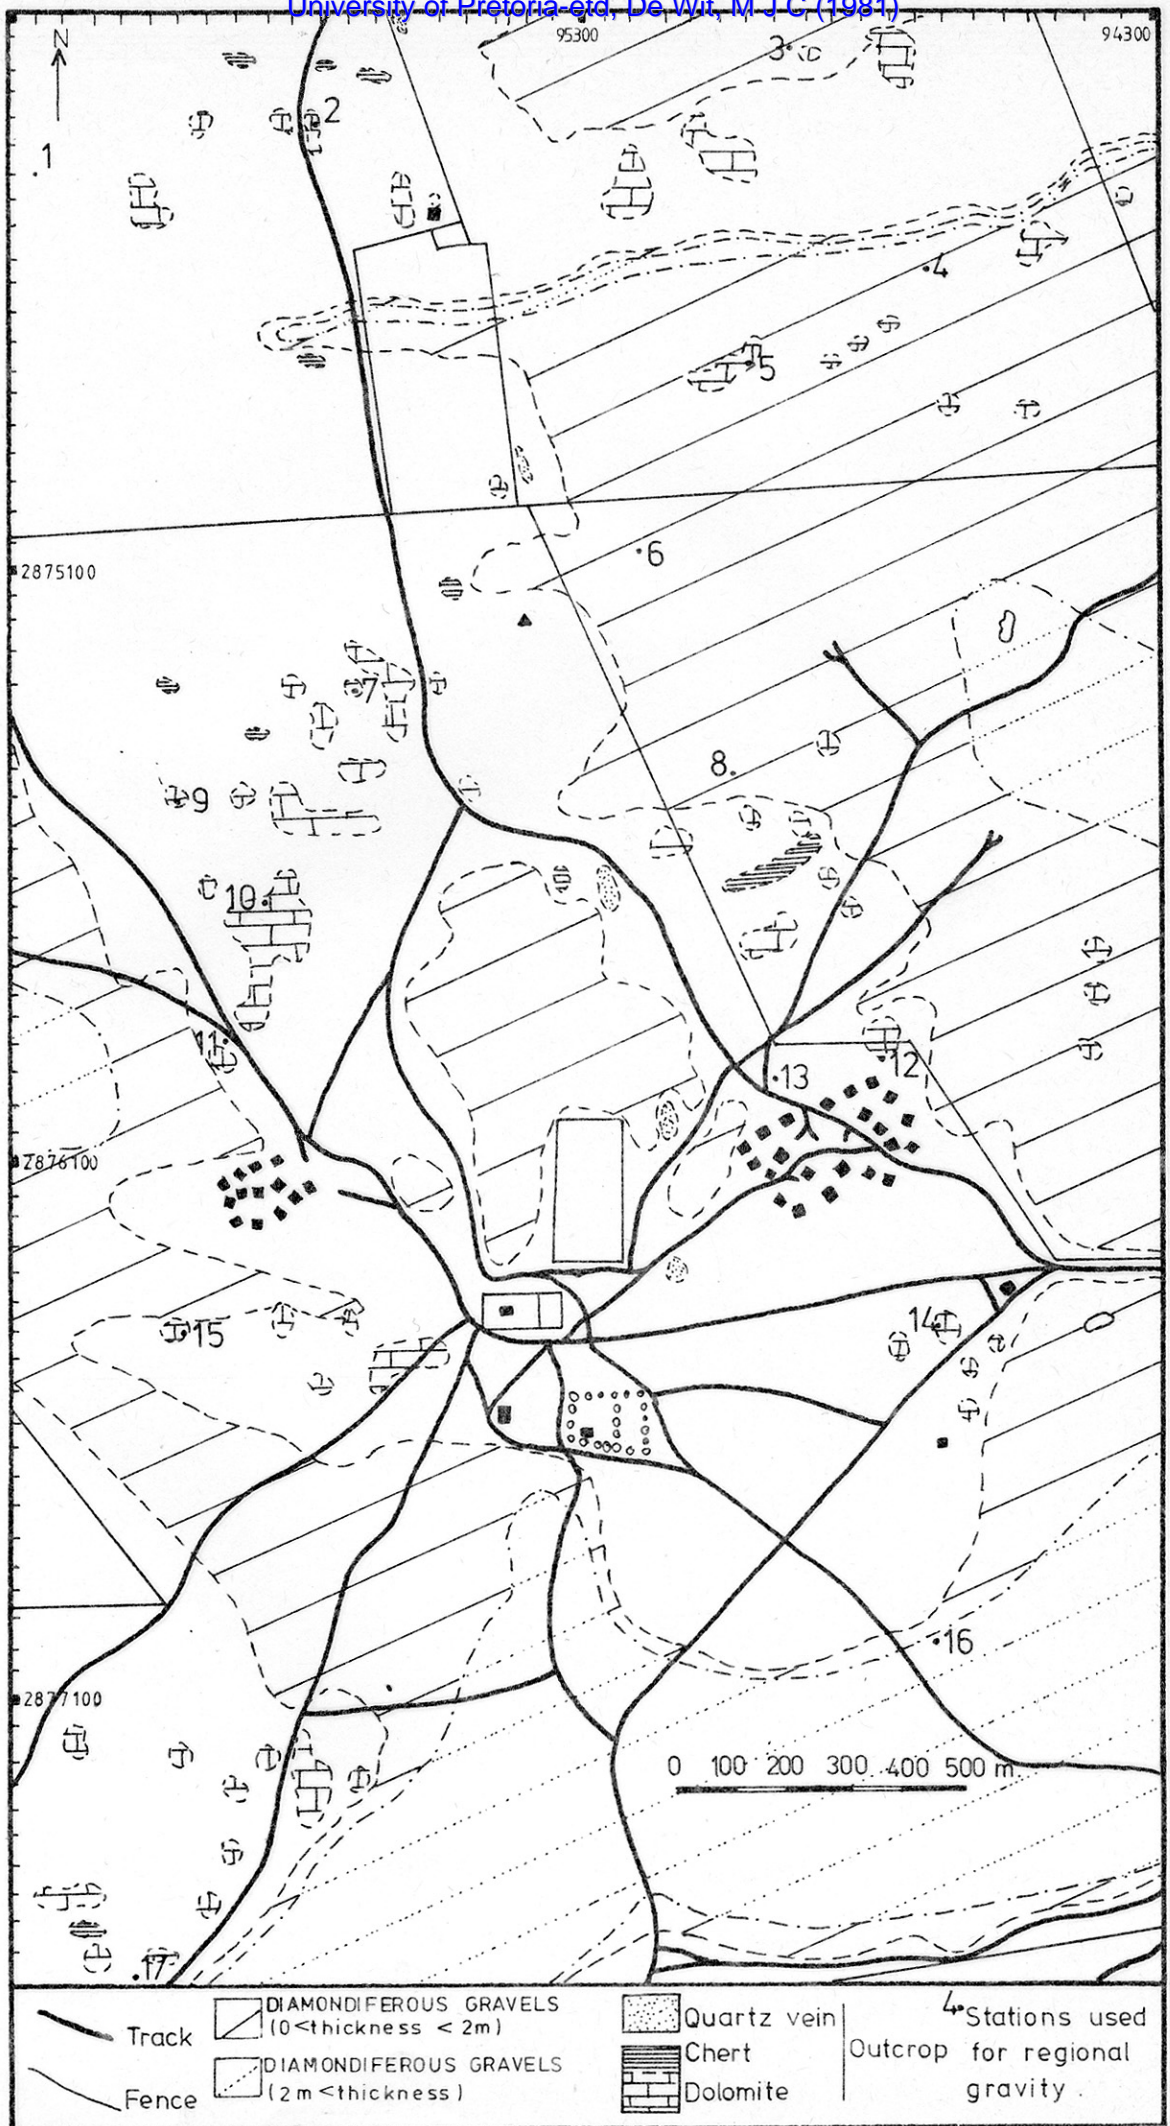 University of Pretoria etd, De Wit, M J C (1981)
N
95300
94300
3
2
1
4
5
6
2875100
7
8
9
10
11
12
13
2876100
14
15
16
2877100
0 100 200 300 400 500 m
17
Track
Fence
DIAMONDIFEROUS GRAVELS
(0<thickness < 2m)
DIAMONDIFEROUS GRAVELS
(2m<thickness)
Quartz vein
Chert
Dolomite
Outcrop
4 Stations used
for regional
gravity.